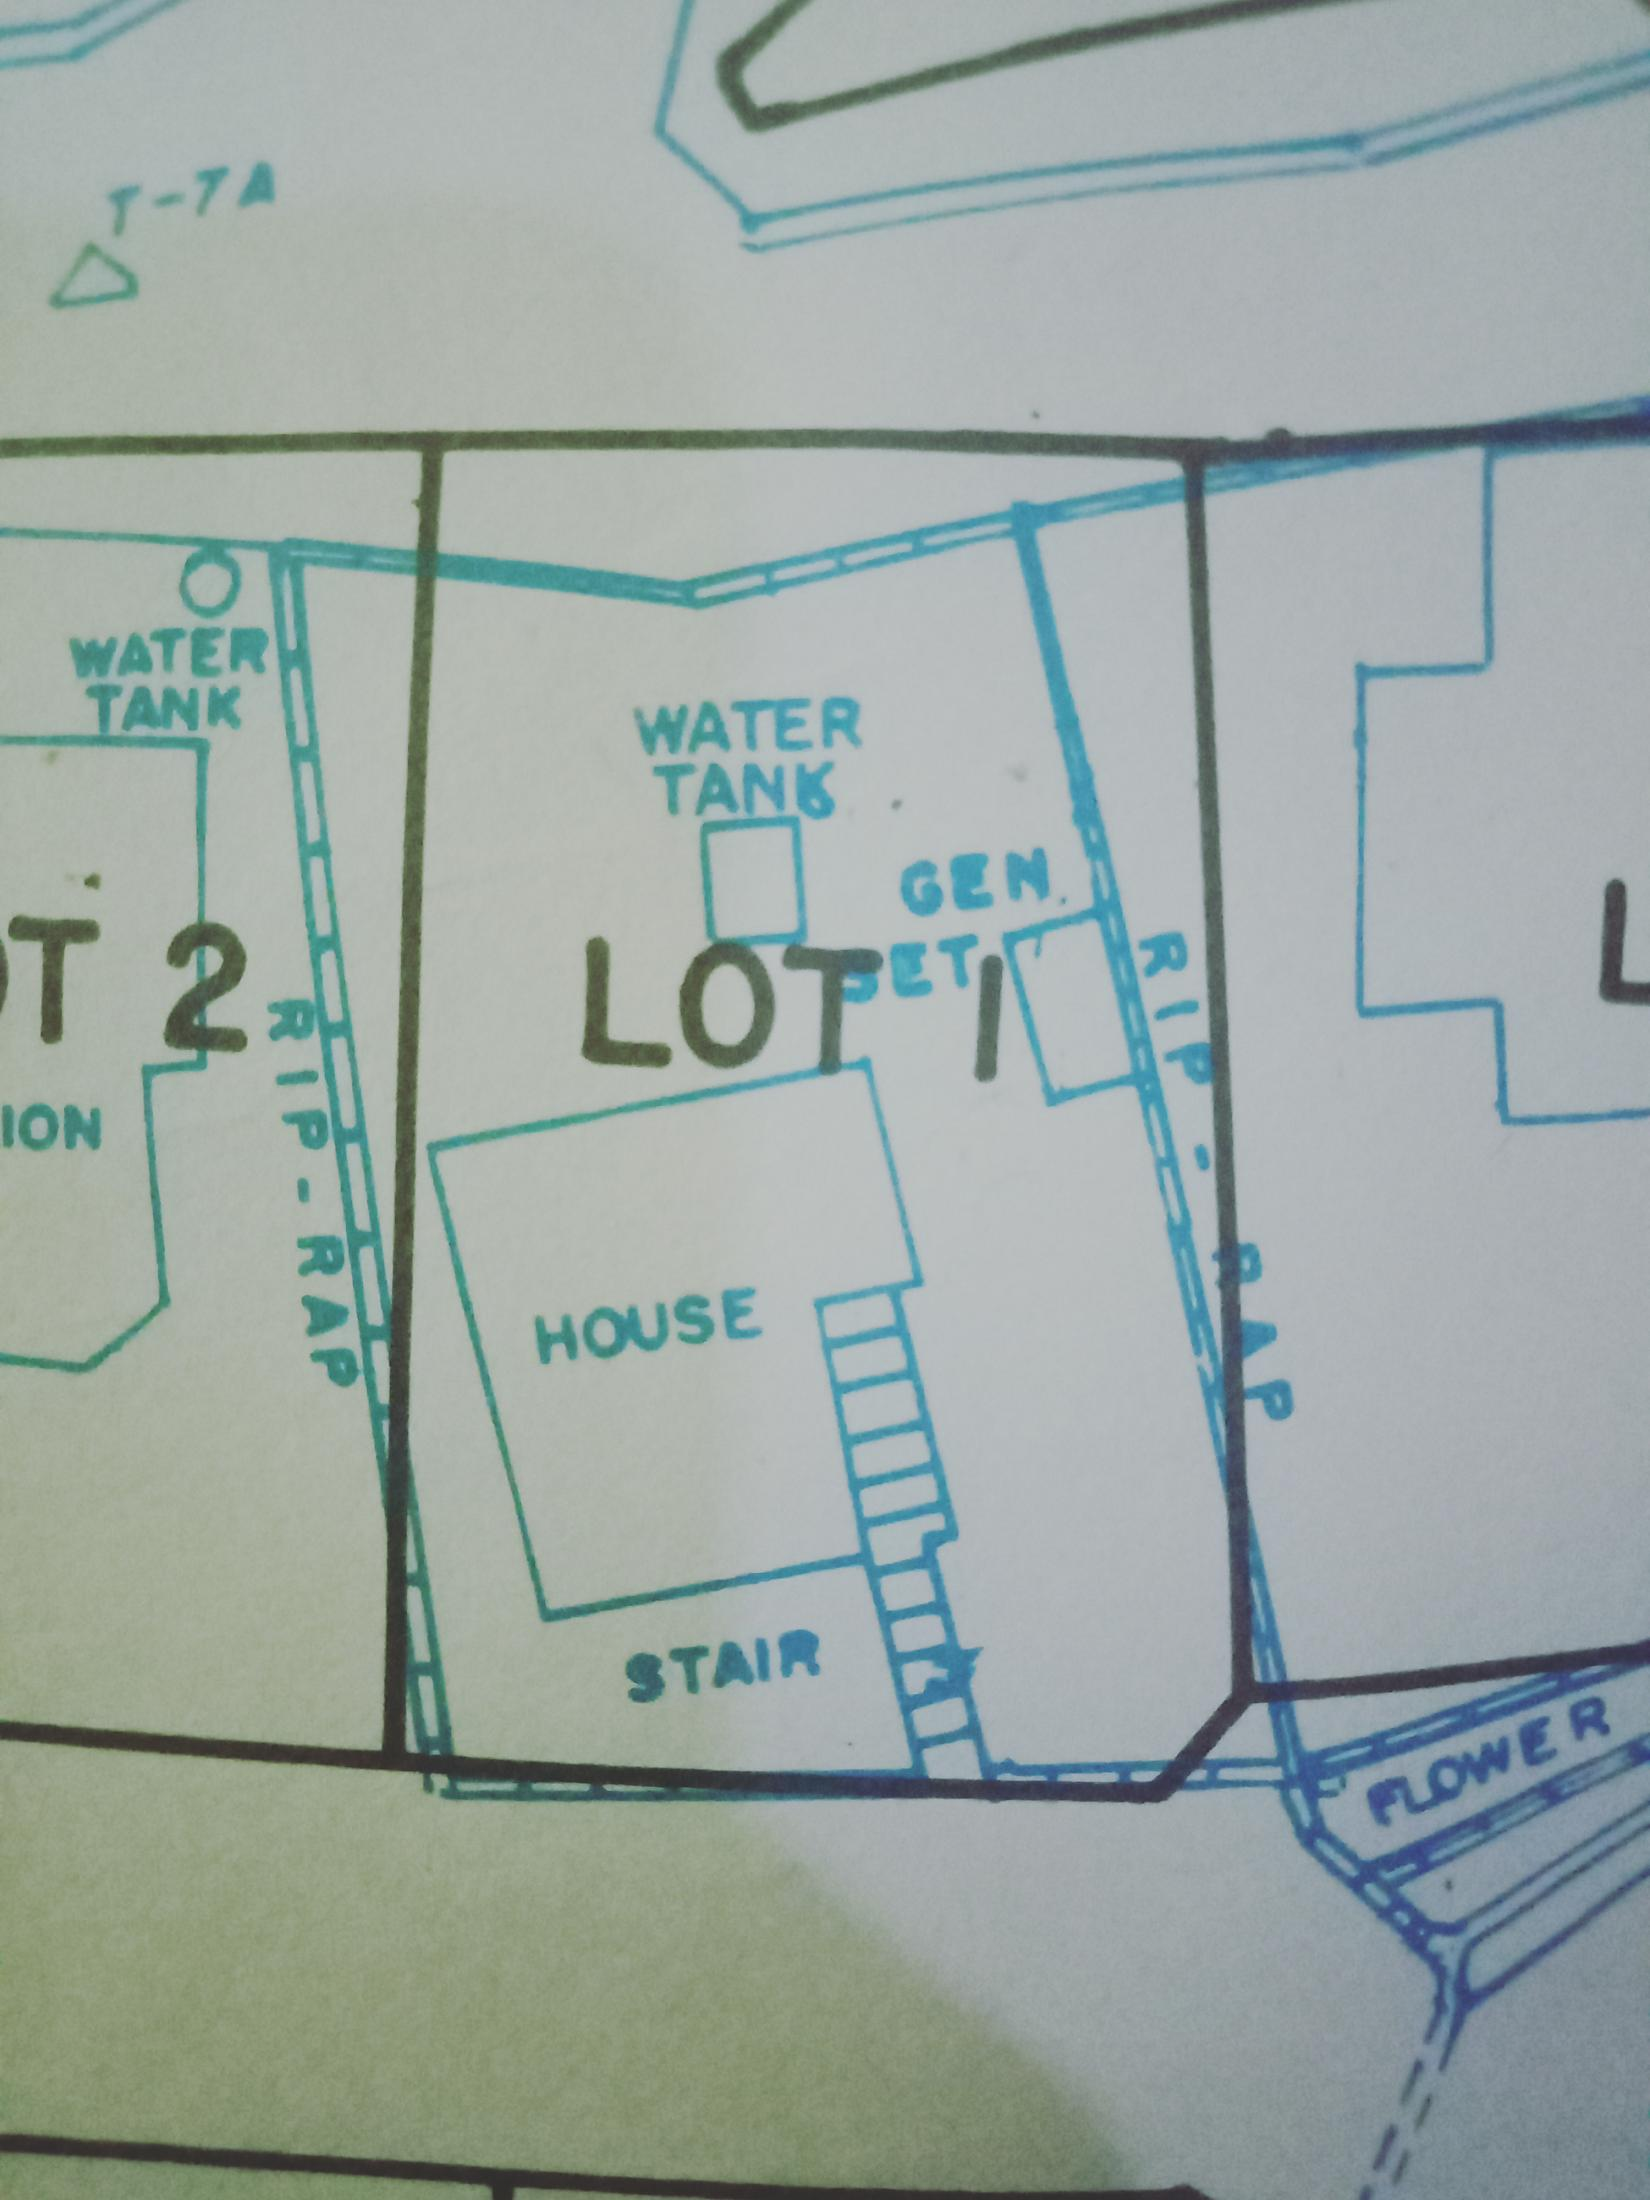 T-7A
WATER
TANK
WATER
TANK
GEN.
SET
OT 2
LOT 1
L
RIP-RAP
RIP-RAP
ION
HOUSE
STAIR
FLOWER